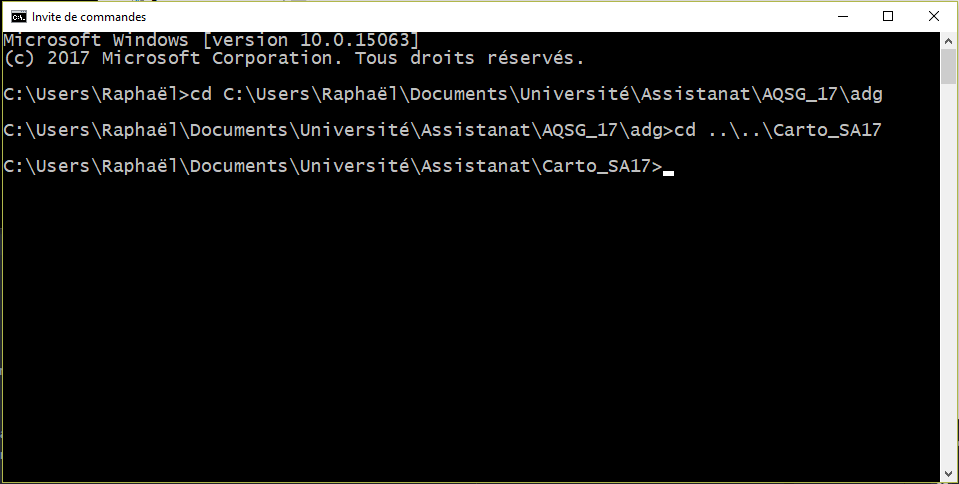 Invite de commandes
Microsoft Windows [version 10.0.15063]
(c) 2017 Microsoft Corporation. Tous droits réservés.
C:\Users\Raphaël>cd C:\Users\Raphaël\Documents\Université\Assistanat\AQSG_17\adg
C:\Users\Raphaël\Documents\Université\Assistanat\AQSG_17\adg>cd ..\..\Carto_SA17
C:\Users\Raphaël\Documents\Université\Assistanat\Carto_SA17>